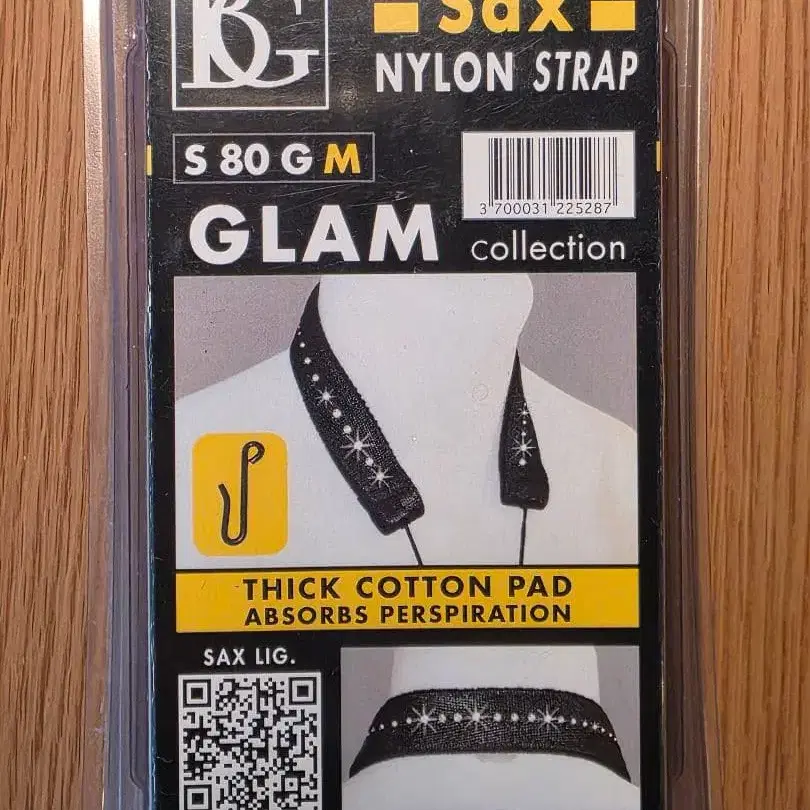 BG
Sax
NYLON STRAP
S 80 G M
3 700031 225287
GLAM collection
THICK COTTON PAD
ABSORBS PERSPIRATION
SAX LIG.